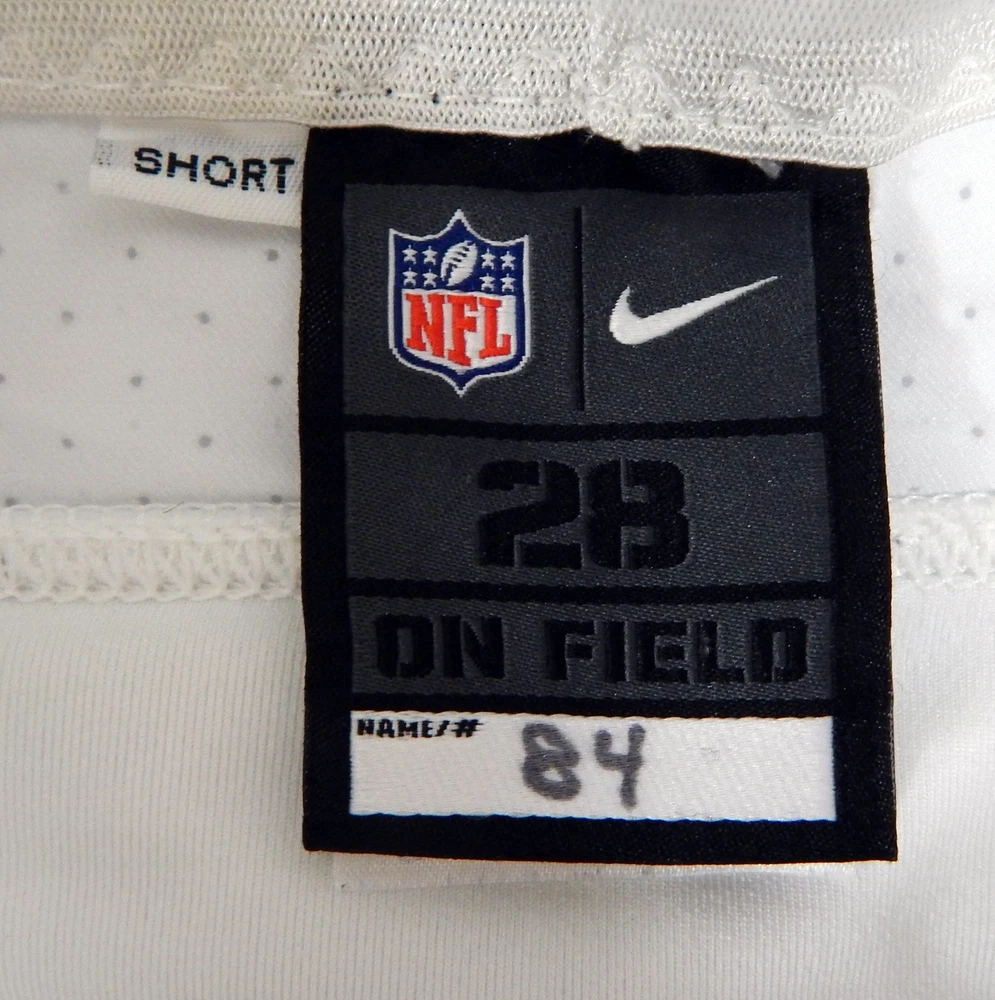 SHORT
NFL
28
ON FIELD
NAME/#
84